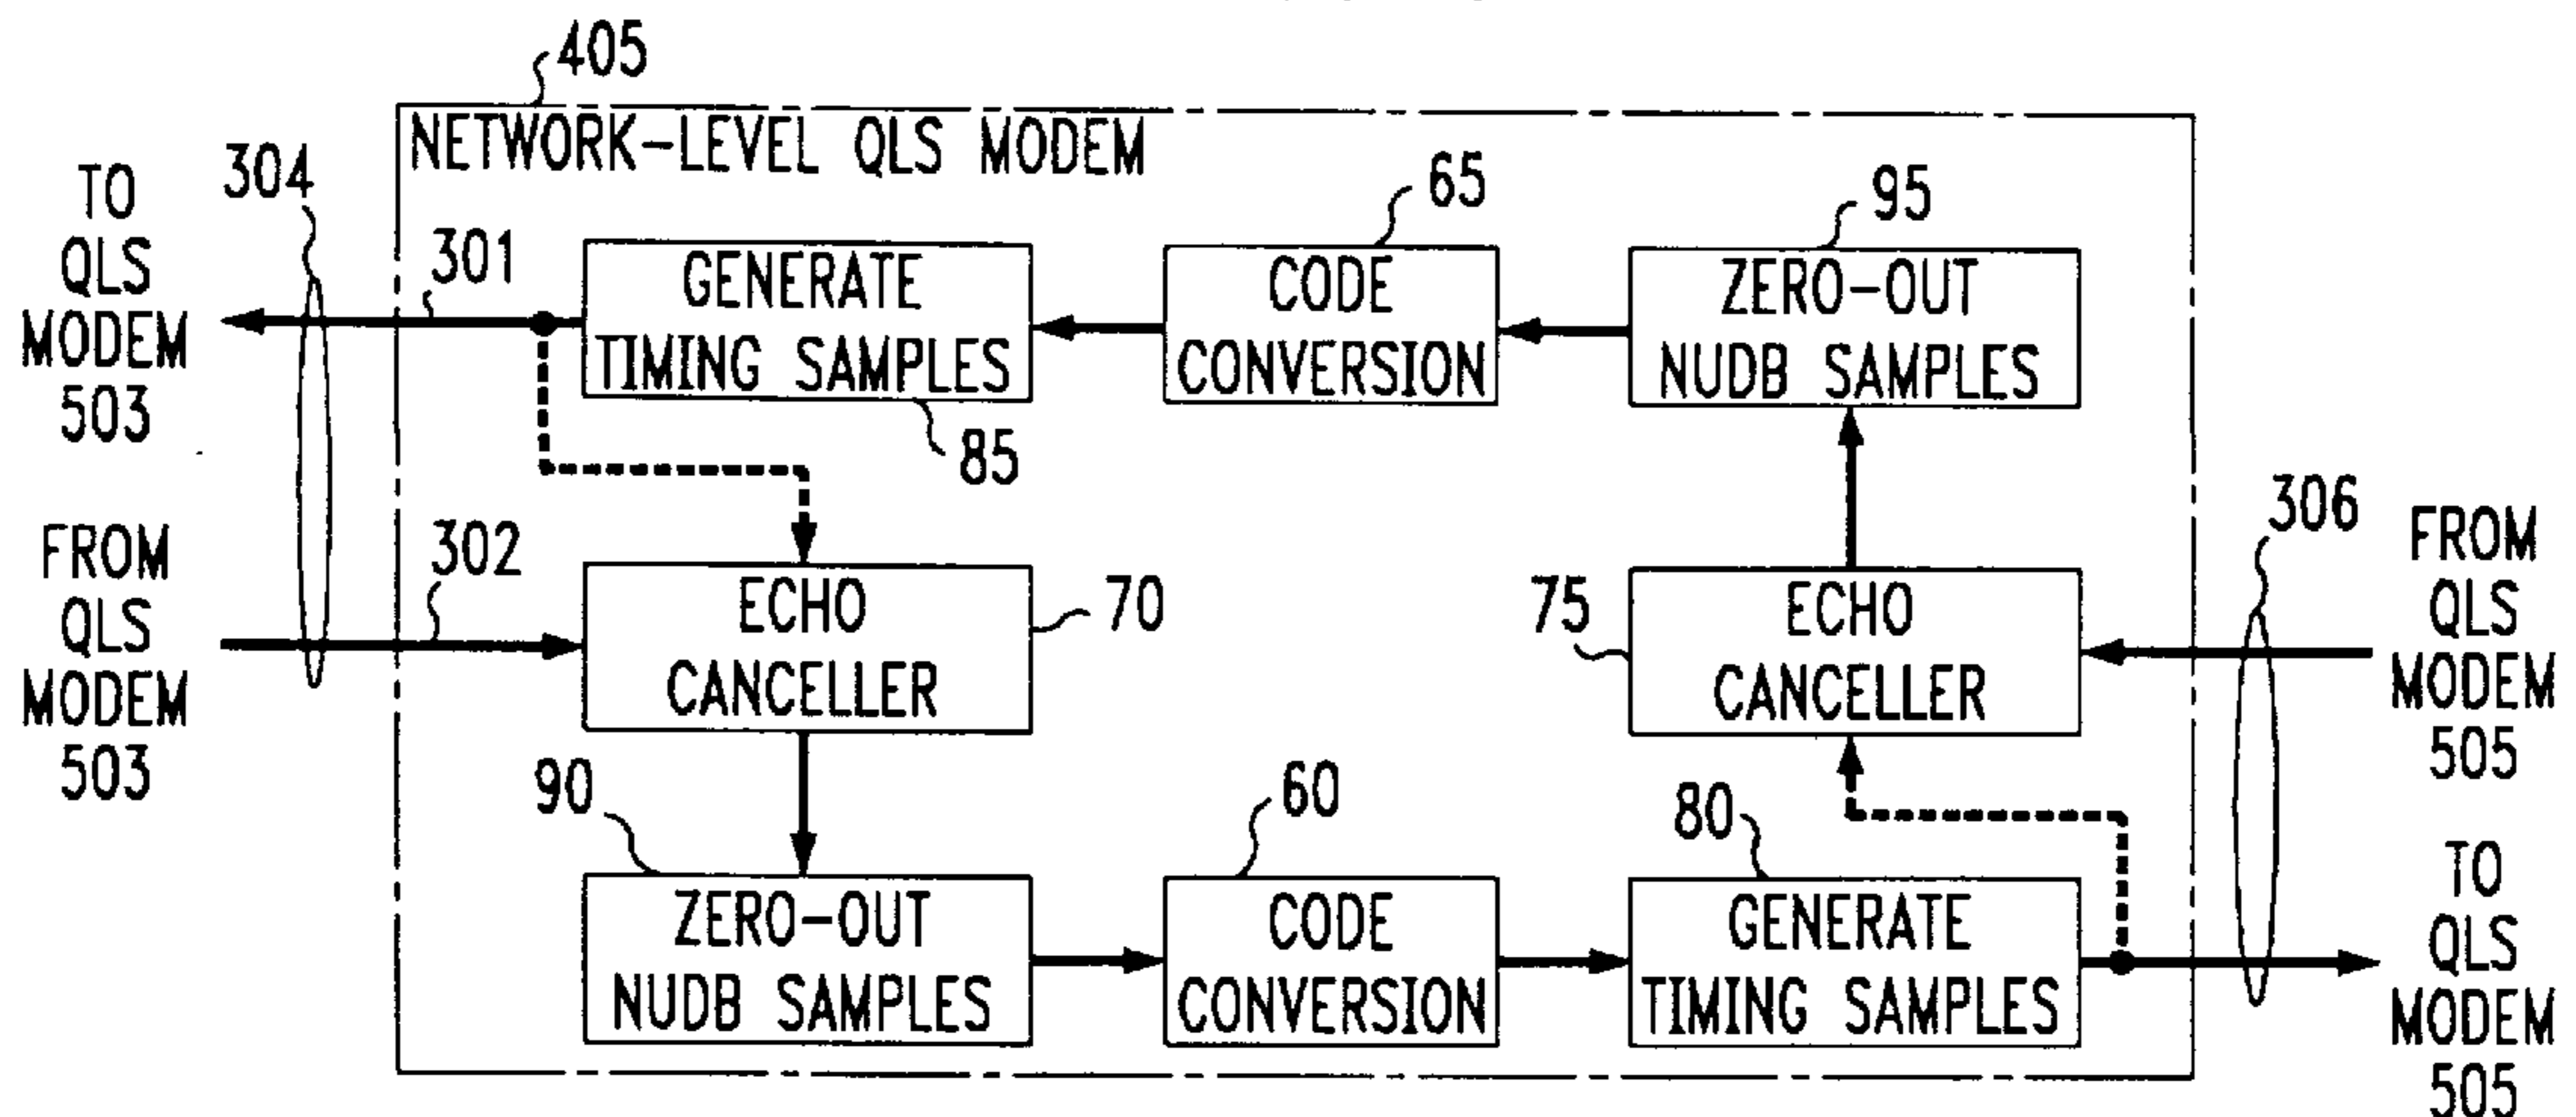 405
NETWORK-LEVEL QLS MODEM
TO
QLS
MODEM
503
304
301
GENERATE
TIMING SAMPLES
85
65
CODE
CONVERSION
95
ZERO-OUT
NUDB SAMPLES
FROM
QLS
MODEM
503
302
ECHO
CANCELLER
70
75
ECHO
CANCELLER
306
FROM
QLS
MODEM
505
90
ZERO-OUT
NUDB SAMPLES
60
CODE
CONVERSION
80
GENERATE
TIMING SAMPLES
TO
QLS
MODEM
505